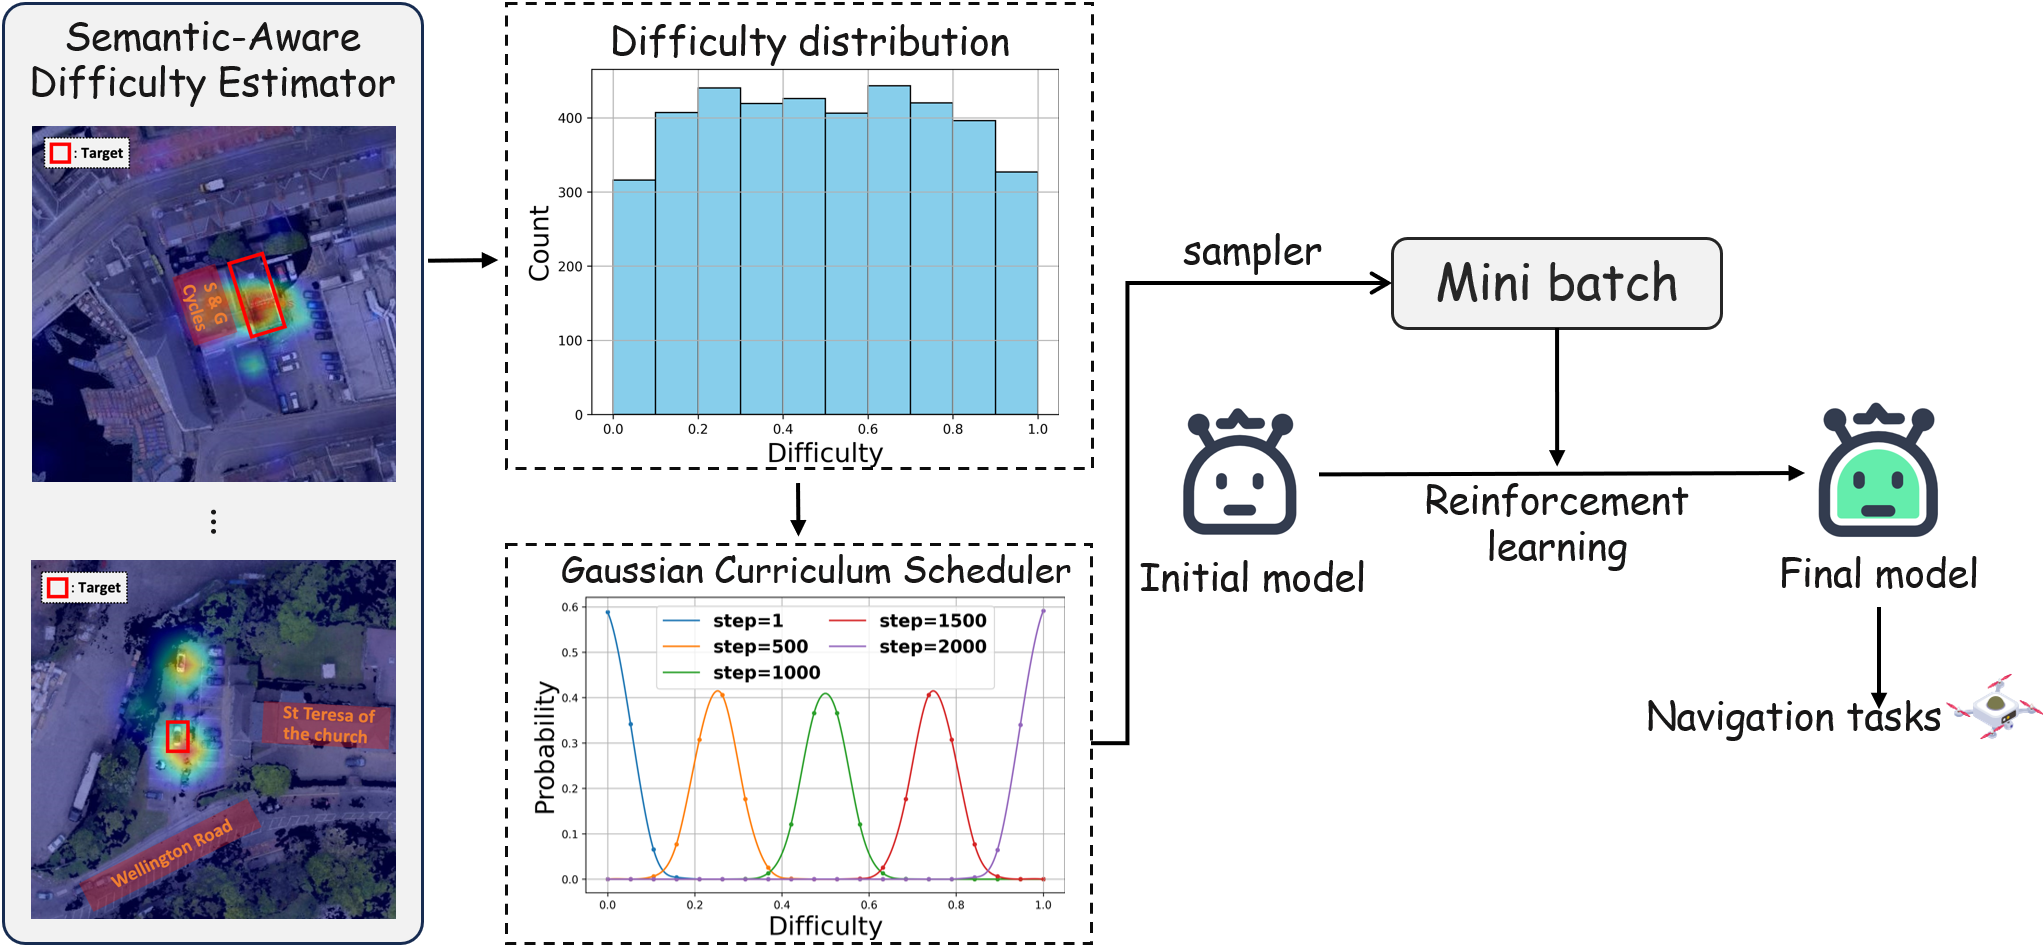 Semantic-Aware
Difficulty Estimator
: Target
S & G
Cycles
⋮
: Target
St Teresa of
the church
Wellington Road
Difficulty distribution
Count
400
300
200
100
0
0.0 0.2 0.4 0.6 0.8 1.0
Difficulty
Gaussian Curriculum Scheduler
Probability
0.6
0.5
0.4
0.3
0.2
0.1
0.0
step=1
step=500
step=1000
step=1500
step=2000
0.0 0.2 0.4 0.6 0.8 1.0
Difficulty
sampler
Mini batch
Initial model
Reinforcement
learning
Final model
Navigation tasks